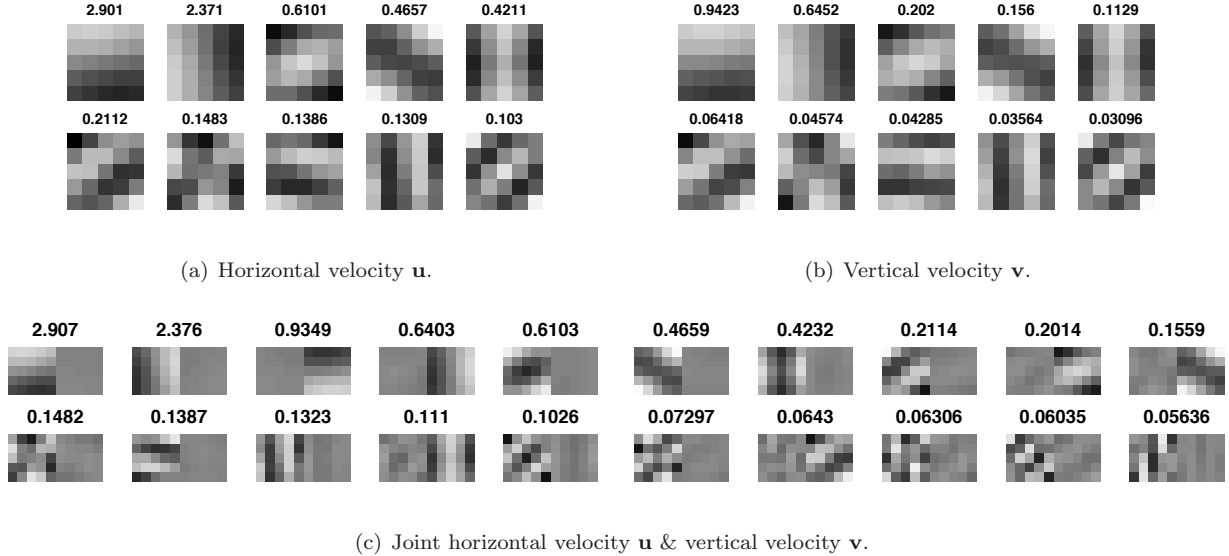 2.901 2.371 0.6101 0.4657 0.4211
0.2112 0.1483 0.1386 0.1309 0.103
(a) Horizontal velocity u.
0.9423 0.6452 0.202 0.156 0.1129
0.06418 0.04574 0.04285 0.03564 0.03096
(b) Vertical velocity v.
2.907 2.376 0.9349 0.6403 0.6103 0.4659 0.4232 0.2114 0.2014 0.1559
0.1482 0.1387 0.1323 0.111 0.1026 0.07297 0.0643 0.06306 0.06035 0.05636
(c) Joint horizontal velocity u & vertical velocity v.